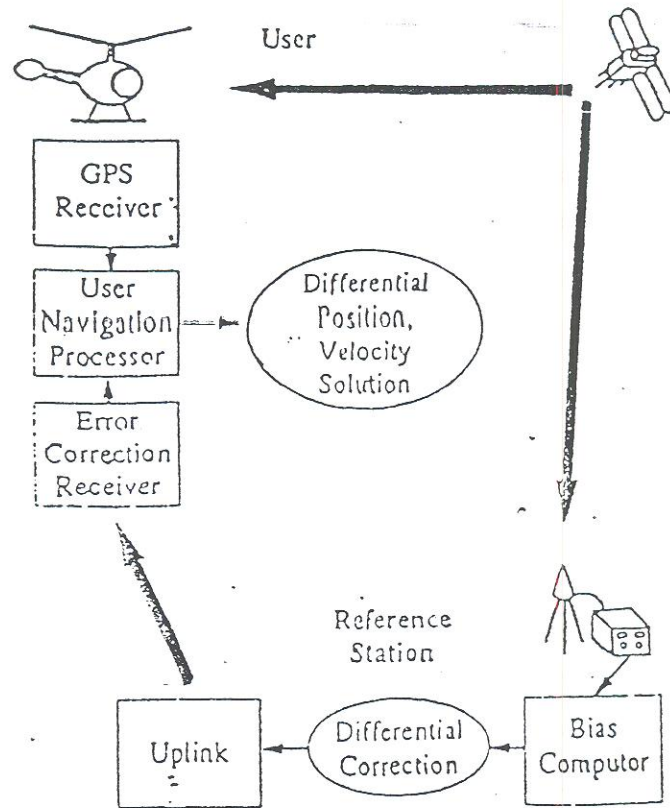 User
GPS
Receiver
User
Navigation
Processor
Differential
Position,
Velocity
Solution
Error
Correction
Receiver
Reference
Station
Uplink
Differential
Correction
Bias
Computor